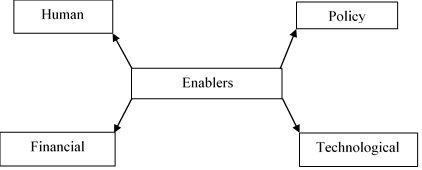 Human
Policy
Enablers
Financial
Technological